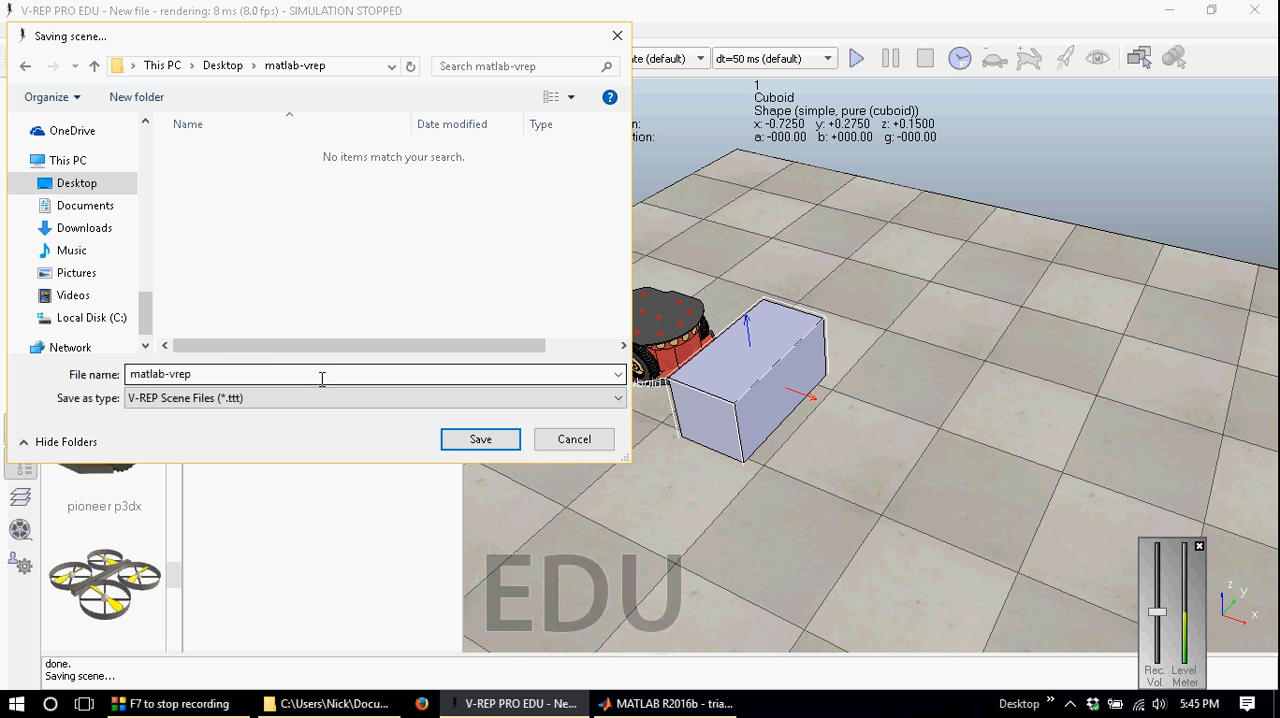 V-REP PRO EDU - New file - rendering: 8 ms (8.0 fps) - SIMULATION STOPPED
Saving scene...
This PC > Desktop > matlab-vrep
Search matlab-vrep
te (default)
dt=50 ms (default)
Organize
New folder
Name
Date modified
Type
No items match your search.
OneDrive
This PC
Desktop
Documents
Downloads
Music
Pictures
Videos
Local Disk (C:)
Network
File name: matlab-vrep
Save as type: V-REP Scene Files (*.ttt)
Hide Folders
Save
Cancel
1
Cuboid
Shape (simple, pure (cuboid))
n: x: -0.7250 y: +0.2750 z: +0.1500
tion: a: -000.00 b: +000.00 g: -000.00
pioneer p3dx
EDU
z
y
x
done.
Saving scene...
Rec. Vol.
Level Meter
F7 to stop recording
C:\Users\Nick\Docu...
V-REP PRO EDU - Ne...
MATLAB R2016b - tria...
Desktop
5:45 PM